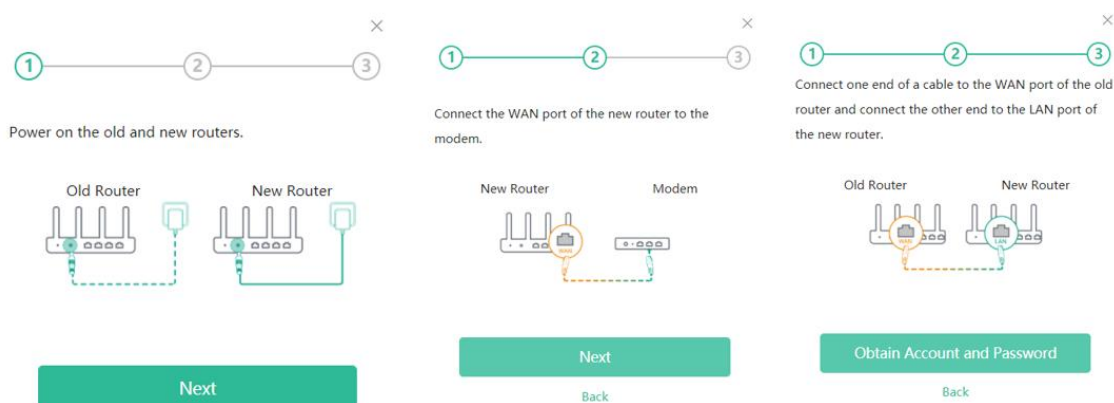 1
2
3
Power on the old and new routers.
Old Router
New Router
Next
1
2
3
Connect the WAN port of the new router to the
modem.
New Router
Modem
WAN
Next
Back
1
2
3
Connect one end of a cable to the WAN port of the old
router and connect the other end to the LAN port of
the new router.
Old Router
New Router
WAN
LAN
Obtain Account and Password
Back